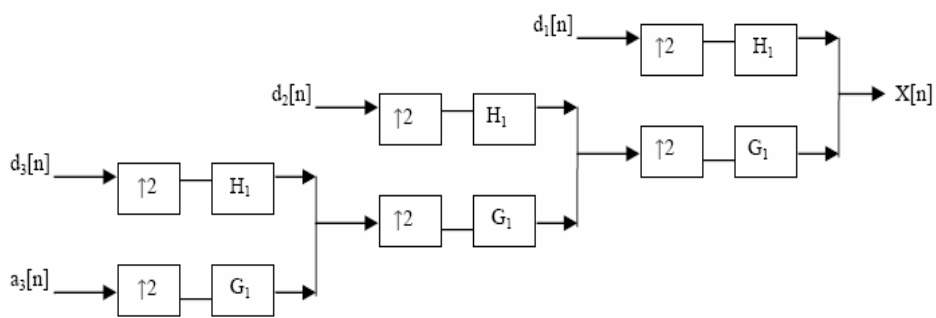 d₁[n]
↑2
H₁
X[n]
d₂[n]
↑2
H₁
↑2
G₁
d₃[n]
↑2
H₁
↑2
G₁
a₃[n]
↑2
G₁